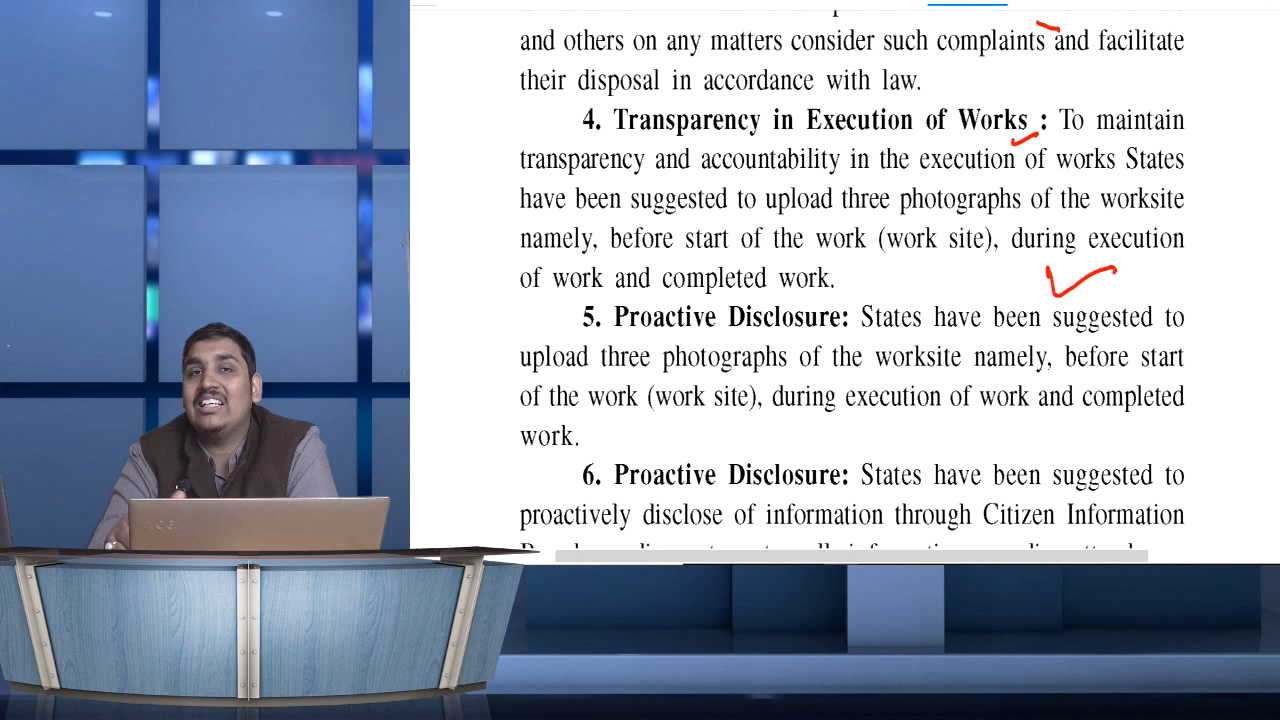 and others on any matters consider such complaints and facilitate
their disposal in accordance with law.
4. Transparency in Execution of Works : To maintain
transparency and accountability in the execution of works States
have been suggested to upload three photographs of the worksite
namely, before start of the work (work site), during execution
of work and completed work.
5. Proactive Disclosure: States have been suggested to
upload three photographs of the worksite namely, before start
of the work (work site), during execution of work and completed
work.
6. Proactive Disclosure: States have been suggested to
proactively disclose of information through Citizen Information